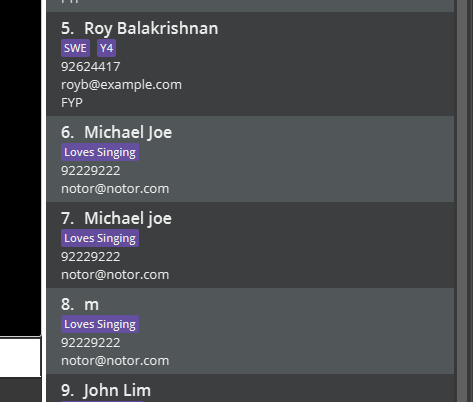 FYP
5. Roy Balakrishnan
SWE Y4
92624417
royb@example.com
FYP
6. Michael Joe
Loves Singing
92229222
notor@notor.com
7. Michael joe
Loves Singing
92229222
notor@notor.com
8. m
Loves Singing
92229222
notor@notor.com
9. John Lim